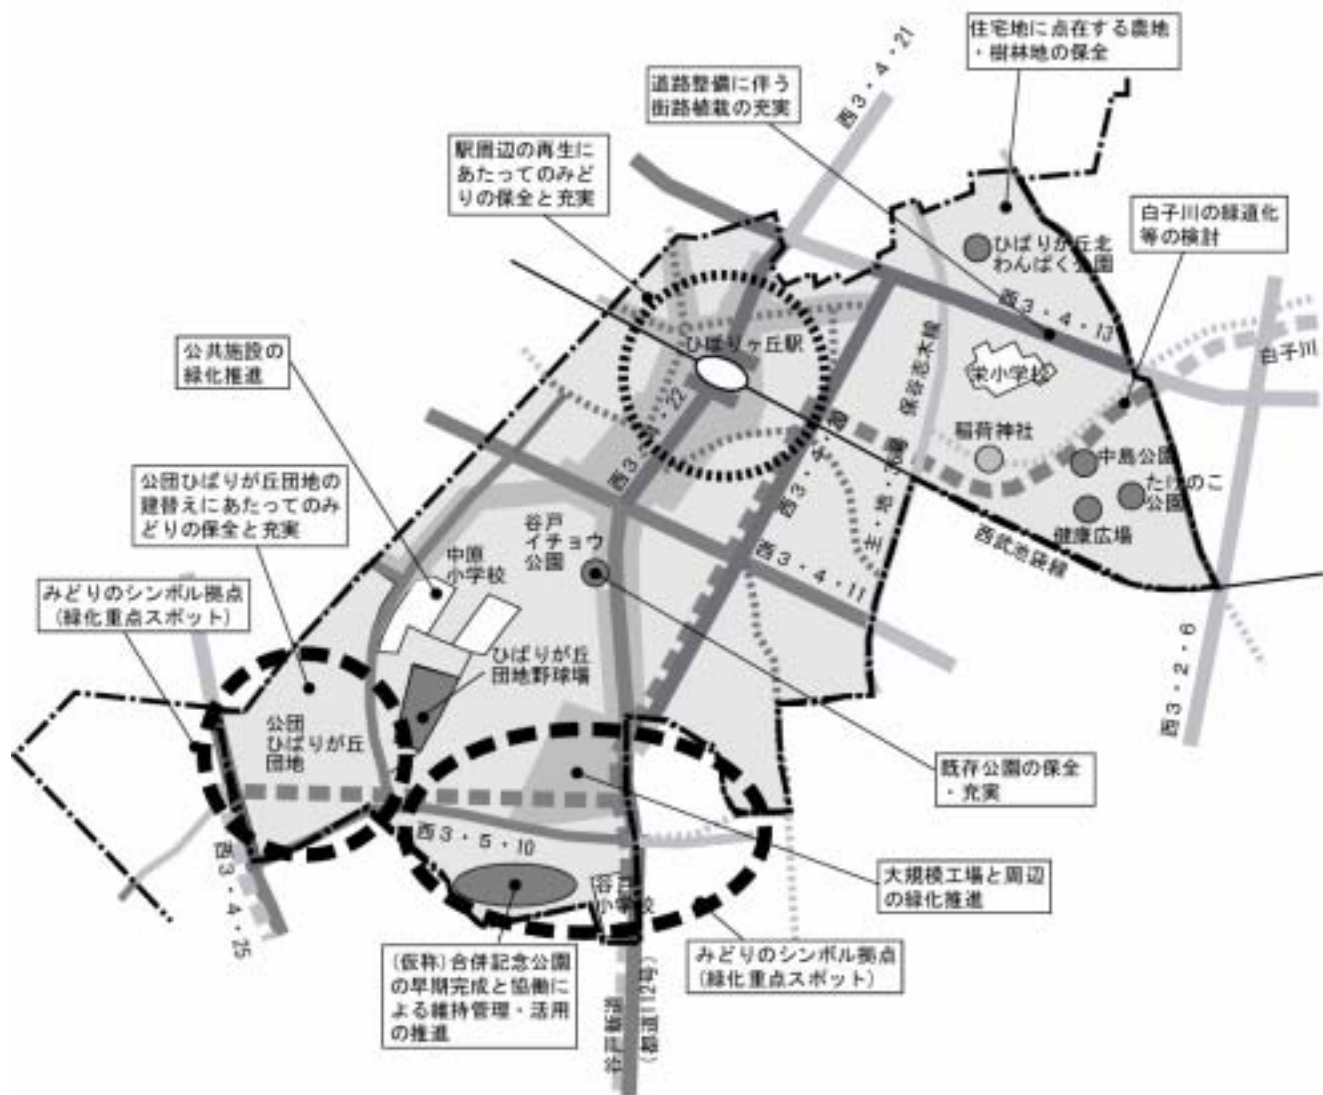 住宅地に点在する農地
・樹林地の保全
西3・4・21
道路整備に伴う
街路植栽の充実
駅周辺の再生に
あたってのみど
りの保全と充実
白子川の緑道化
等の検討
ひばりが丘北
わんぱく公園
西3・4・13
公共施設の
緑化推進
ひばりヶ丘駅
白子川
栄小学校
保谷志木線
主・地・
稲荷神社
中島公園
たけのこ
公園
健康広場
西武池袋線
公団ひばりが丘団地の
建替えにあたってのみ
どりの保全と充実
谷戸
イチョウ
公園
中原
小学校
西3・4・11
みどりのシンボル拠点
(緑化重点スポット)
ひばりが丘
団地野球場
西3・2・6
公団
ひばりが丘
団地
既存公園の保全
・充実
西3・5・10
西3・4・25
大規模工場と周辺
の緑化推進
谷戸
小学校
みどりのシンボル拠点
(緑化重点スポット)
(仮称)合併記念公園
の早期完成と協働に
よる維持管理・活用
の推進
谷戸新道
(都道112号)